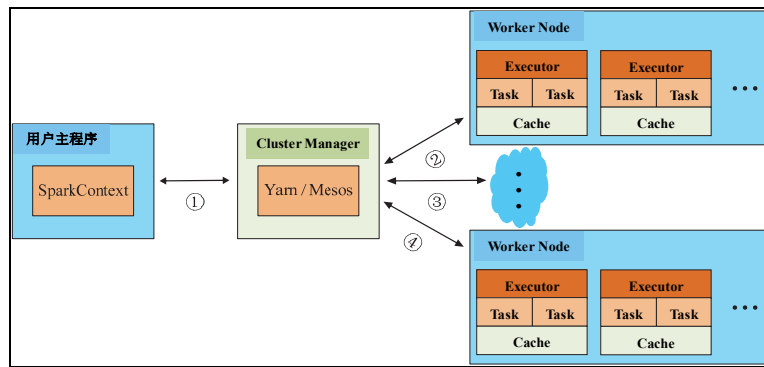 用户主程序
SparkContext
①
Cluster Manager
Yarn / Mesos
②
③
④
Worker Node
Executor Executor
Task Task Task Task
Cache Cache
Worker Node
Executor Executor
Task Task Task Task
Cache Cache